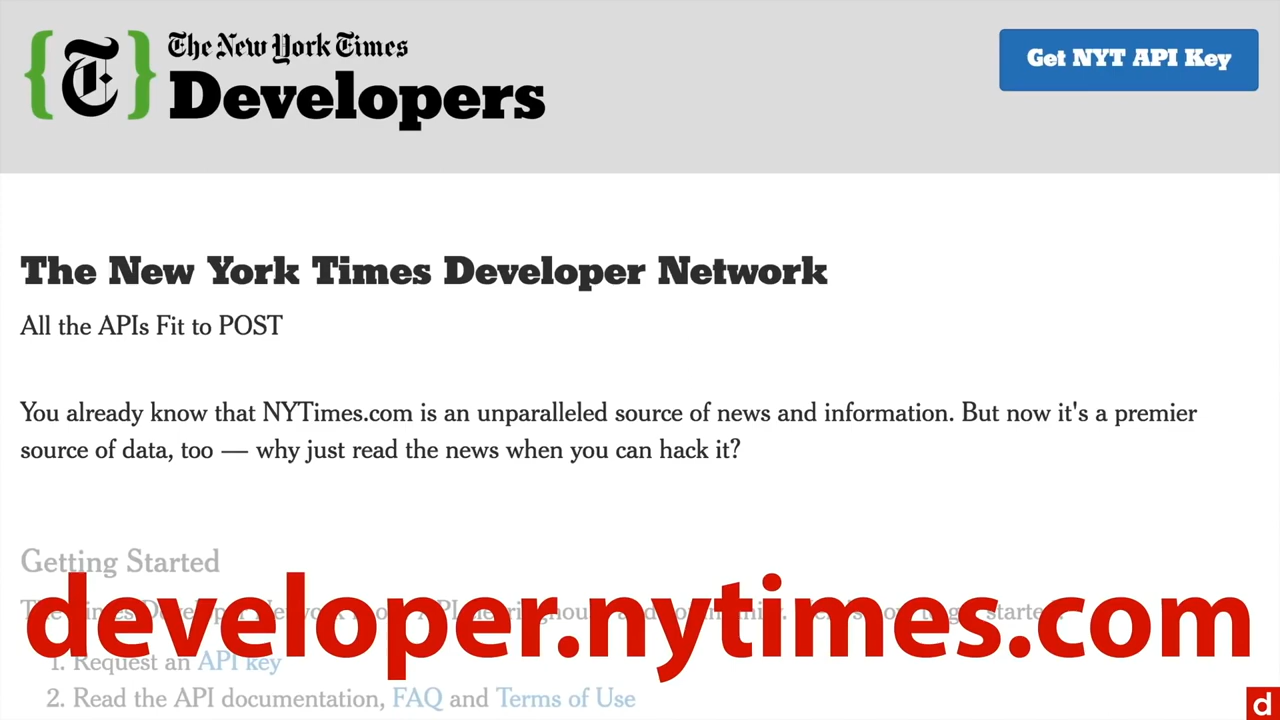 {T}
The New York Times
Developers
Get NYT API Key
The New York Times Developer Network
All the APIs Fit to POST
You already know that NYTimes.com is an unparalleled source of news and information. But now it's a premier
source of data, too — why just read the news when you can hack it?
Getting Started
developer.nytimes.com
1. Request an API key
2. Read the API documentation, FAQ and Terms of Use
d